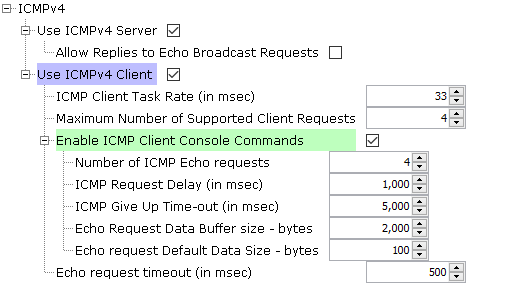 ICMPv4
Use ICMPv4 Server
Allow Replies to Echo Broadcast Requests
Use ICMPv4 Client
ICMP Client Task Rate (in msec) 33
Maximum Number of Supported Client Requests 4
Enable ICMP Client Console Commands
Number of ICMP Echo requests 4
ICMP Request Delay (in msec) 1,000
ICMP Give Up Time-out (in msec) 5,000
Echo Request Data Buffer size - bytes 2,000
Echo request Default Data Size - bytes 100
Echo request timeout (in msec) 500